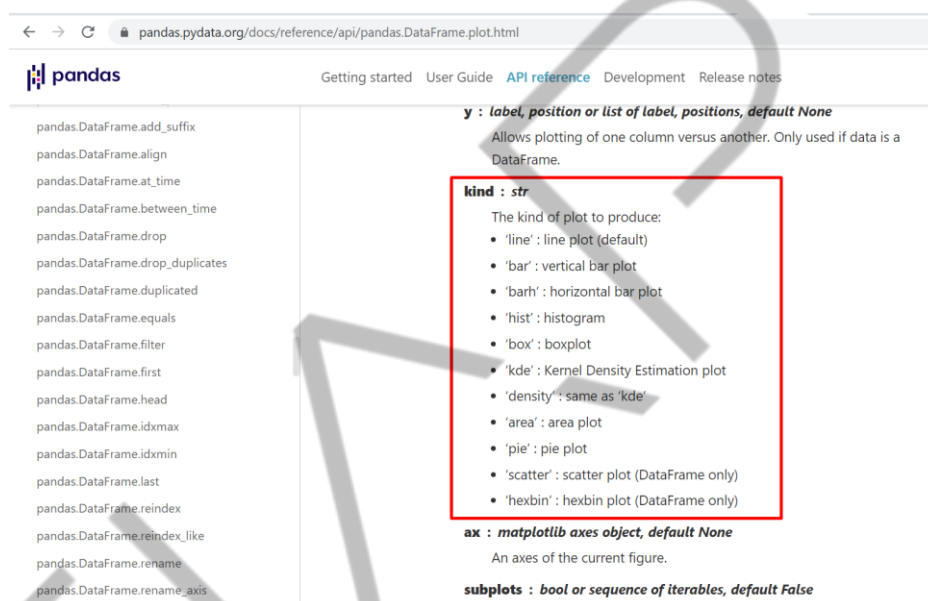 pandas.pydata.org/docs/reference/api/pandas.DataFrame.plot.html
pandas
Getting started User Guide API reference Development Release notes
pandas.DataFrame.add_suffix
pandas.DataFrame.align
pandas.DataFrame.at_time
pandas.DataFrame.between_time
pandas.DataFrame.drop
pandas.DataFrame.drop_duplicates
pandas.DataFrame.duplicated
pandas.DataFrame.equals
pandas.DataFrame.filter
pandas.DataFrame.first
pandas.DataFrame.head
pandas.DataFrame.idxmax
pandas.DataFrame.idxmin
pandas.DataFrame.last
pandas.DataFrame.reindex
pandas.DataFrame.reindex_like
pandas.DataFrame.rename
pandas.DataFrame.rename_axis
y : label, position or list of label, positions, default None
Allows plotting of one column versus another. Only used if data is a
DataFrame.
kind : str
The kind of plot to produce:
• 'line' : line plot (default)
• 'bar' : vertical bar plot
• 'barh' : horizontal bar plot
• 'hist' : histogram
• 'box' : boxplot
• 'kde' : Kernel Density Estimation plot
• 'density' : same as 'kde'
• 'area' : area plot
• 'pie' : pie plot
• 'scatter' : scatter plot (DataFrame only)
• 'hexbin' : hexbin plot (DataFrame only)
ax : matplotlib axes object, default None
An axes of the current figure.
subplots : bool or sequence of iterables, default False